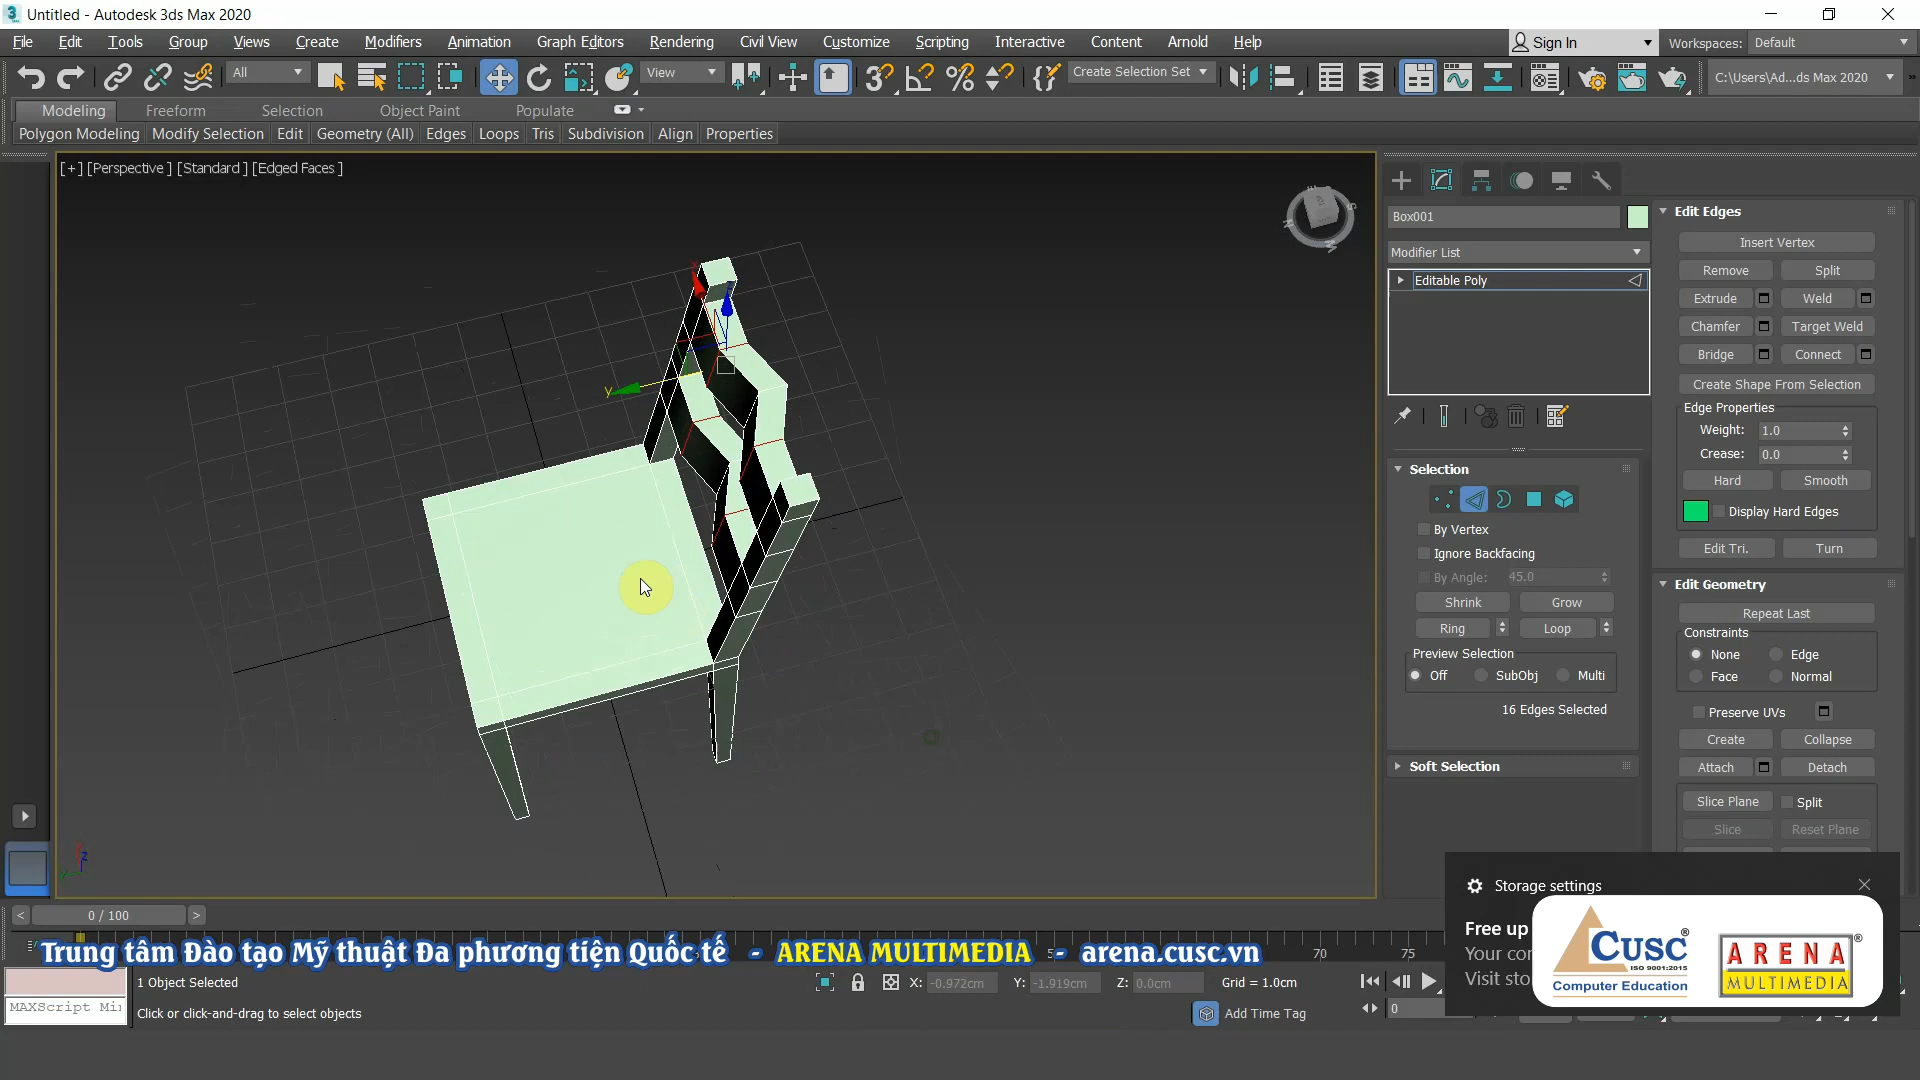 Untitled - Autodesk 3ds Max 2020
File Edit Tools Group Views Create Modifiers Animation Graph Editors Rendering Civil View Customize Scripting Interactive Content Arnold Help
Sign In Workspaces: Default
All View Create Selection Set C:\Users\Ad...ds Max 2020
Modeling Freeform Selection Object Paint Populate
Polygon Modeling Modify Selection Edit Geometry (All) Edges Loops Tris Subdivision Align Properties
[+] [Perspective ] [Standard ] [Edged Faces ]
Box001
Modifier List
Editable Poly
Selection
By Vertex
Ignore Backfacing
By Angle: 45.0
Shrink Grow
Ring Loop
Preview Selection
Off SubObj Multi
16 Edges Selected
Soft Selection
Edit Edges
Insert Vertex
Remove Split
Extrude Weld
Chamfer Target Weld
Bridge Connect
Create Shape From Selection
Edge Properties
Weight: 1.0
Crease: 0.0
Hard Smooth
Display Hard Edges
Edit Tri. Turn
Edit Geometry
Repeat Last
Constraints
None Edge
Face Normal
Preserve UVs
Create Collapse
Attach Detach
Slice Plane Split
Slice Reset Plane
Storage settings
Free up
Your
Visit
CUSC ®
ISO 9001:2015
Computer Education
ARENA ®
MULTIMEDIA
< 0 / 100 >
70 75
Trung tâm Đào tạo Mỹ thuật Đa phương tiện Quốc tế - ARENA MULTIMEDIA - arena.cusc.vn
1 Object Selected X: -0.972cm Y: -1.919cm Z: 0.0cm Grid = 1.0cm
MAXScript Mi
Click or click-and-drag to select objects
Add Time Tag 0